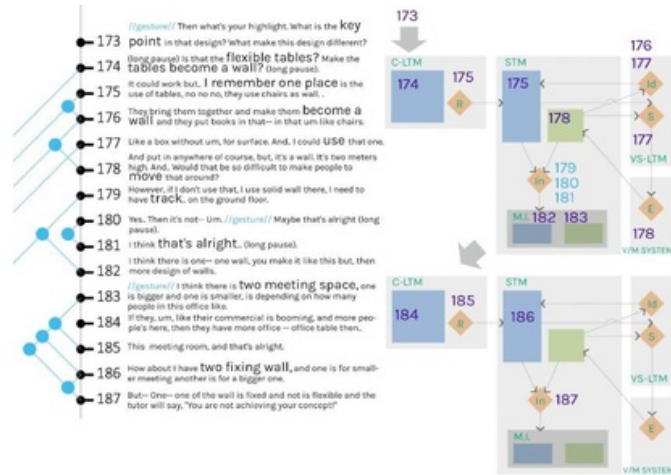 //gesture// Then what's your highlight. What is the key
173 point in that design? What make this design different?
(long pause) Is that the flexible tables? Make the
174 tables become a wall? (long pause).
It could work but.. I remember one place is the
175 use of tables, no no no, they use chairs as wall. .
They bring them together and make them become a
176 wall and they put books in that-- in that um like chairs.
177 Like a box without um, for surface. And.. I could use that one.
And put in anywhere of course, but, it's a wall. It's two meters
178 high. And.. Would that be so difficult to make people to
move that around?
179 However, if I don't use that, I use solid wall there, I need to
have track.. on the ground floor.
180 Yes.. Then it's not-- Um. //gesture// Maybe that's alright (long
pause).
181 I think that's alright.. (long pause).
182 I think there is one-- one wall, you make it like this but, then
more design of walls.
183 //gesture// I think there is two meeting space, one
is bigger and one is smaller, is depending on how many
people in this office like.
184 If they, um, like their commercial is booming, and more peo-
ple's here, then they have more office -- office table then..
185 This meeting room, and that's alright.
186 How about I have two fixing wall, and one is for small-
er meeting another is for a bigger one.
187 But-- One-- one of the wall is fixed and not is flexible and the
tutor will say, "You are not achieving your concept!"
173
C-LTM
174
175
R
STM
175
178
176
177
Id
S
177
VS-LTM
In
179
180
181
M.I.
182
183
E
178
V/M SYSTEM
C-LTM
184
185
R
STM
186
Id
S
VS-LTM
In
187
M.I.
E
V/M SYSTEM